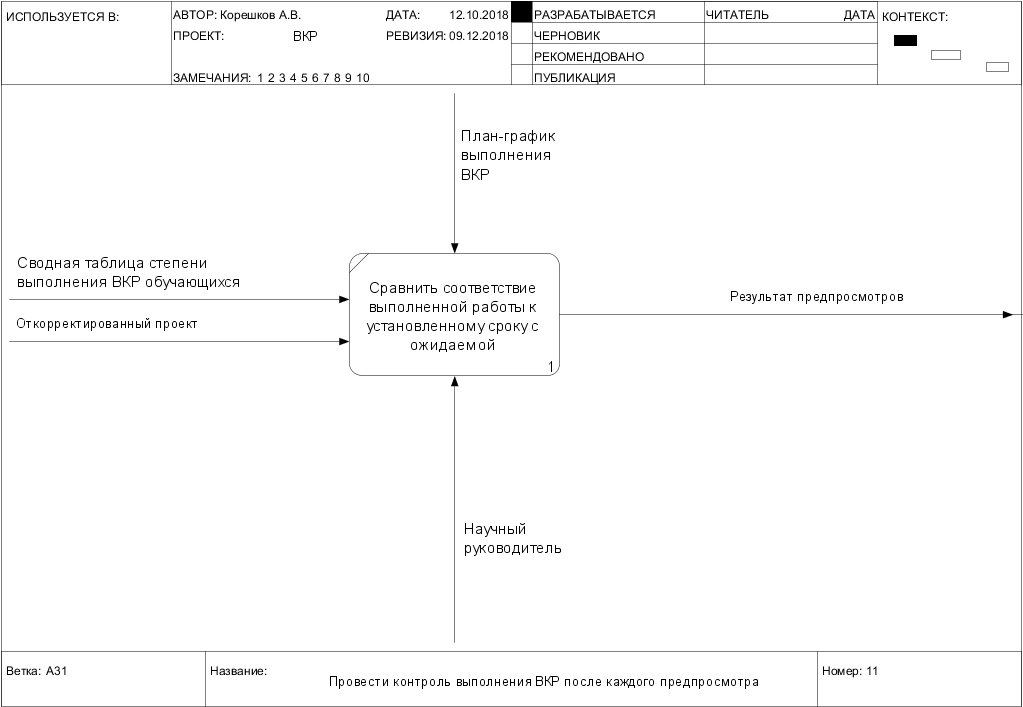 ИСПОЛЬЗУЕТСЯ В:
АВТОР: Корешков А.В.
ДАТА: 12.10.2018
ПРОЕКТ: ВКР
РЕВИЗИЯ: 09.12.2018
ЗАМЕЧАНИЯ: 1 2 3 4 5 6 7 8 9 10
РАЗРАБАТЫВАЕТСЯ
ЧЕРНОВИК
РЕКОМЕНДОВАНО
ПУБЛИКАЦИЯ
ЧИТАТЕЛЬ
ДАТА
КОНТЕКСТ:
План-график
выполнения
ВКР
Сводная таблица степени
выполнения ВКР обучающихся
Откорректированный проект
Сравнить соответствие
выполненной работы к
установленному сроку с
ожидаемой
1
Результат предпросмотров
Научный
руководитель
Ветка: A31
Название:
Провести контроль выполнения ВКР после каждого предпросмотра
Номер: 11